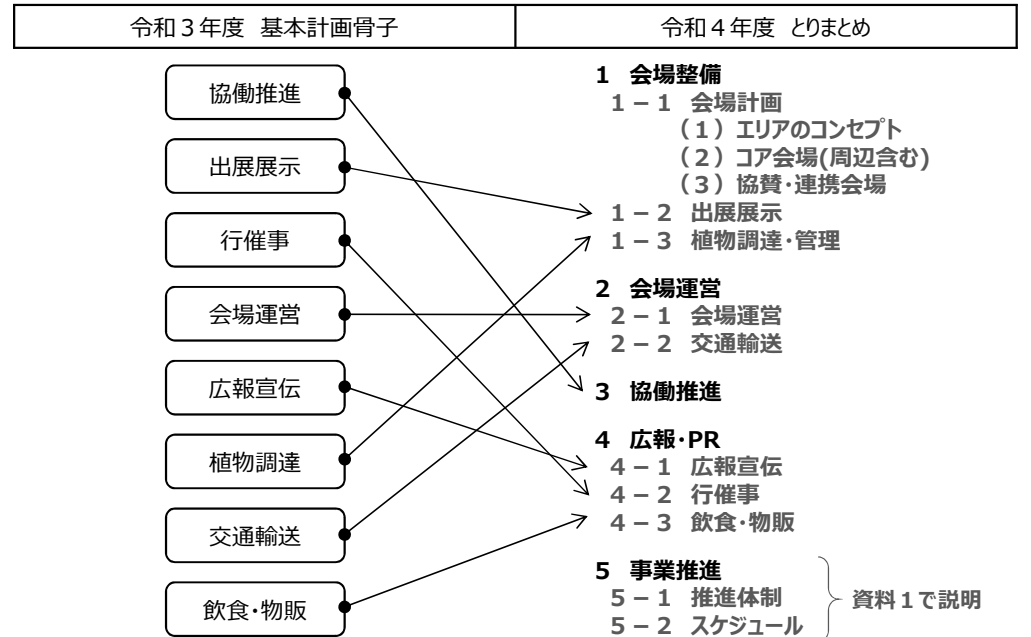 令和３年度 基本計画骨子
令和４年度 とりまとめ
協働推進
出展展示
行催事
会場運営
広報宣伝
植物調達
交通輸送
飲食・物販
１ 会場整備
１－１ 会場計画
（１）エリアのコンセプト
（２）コア会場(周辺含む)
（３）協賛・連携会場
１－２ 出展展示
１－３ 植物調達・管理
２ 会場運営
２－１ 会場運営
２－２ 交通輸送
３ 協働推進
４ 広報・PR
４－１ 広報宣伝
４－２ 行催事
４－３ 飲食・物販
５ 事業推進
５－１ 推進体制
５－２ スケジュール
資料１で説明